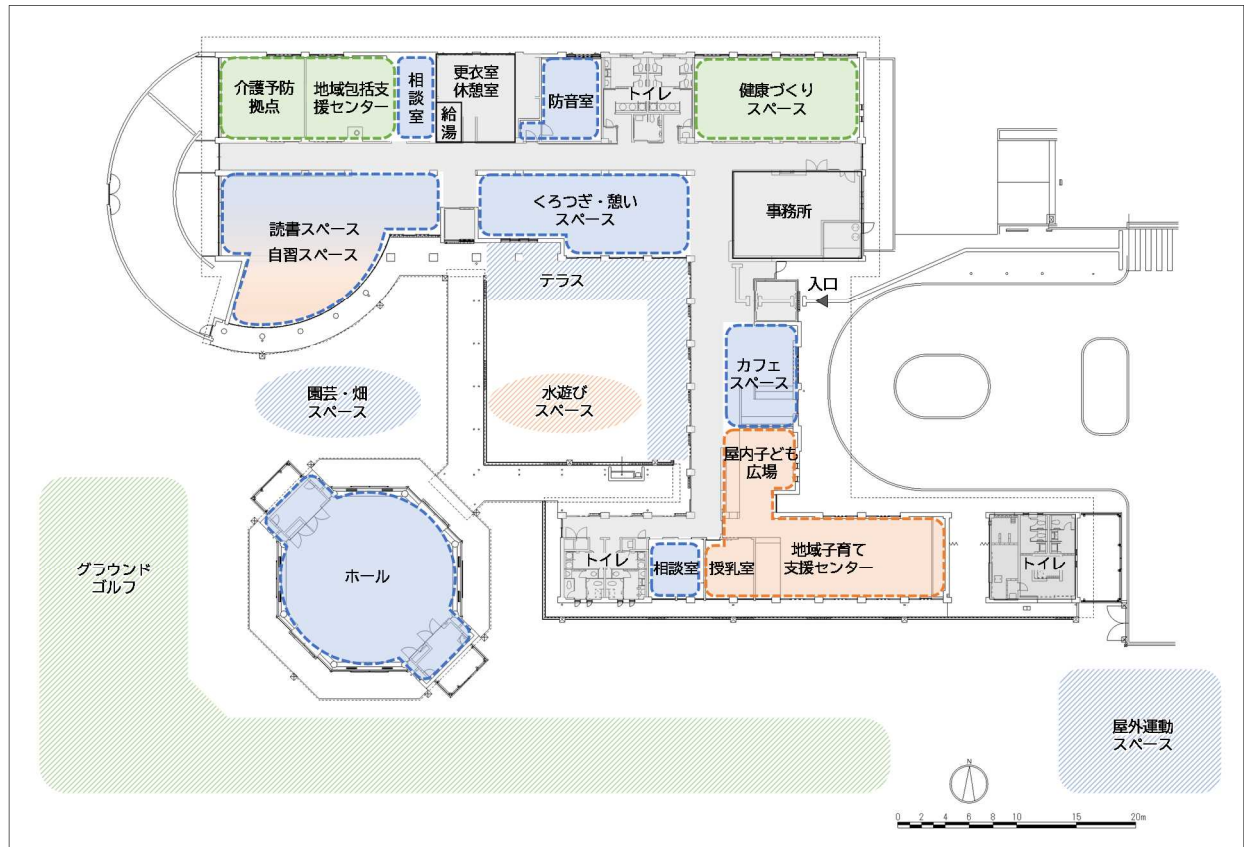 介護予防
拠点
地域包括支
援センター
相
談
室
更衣室
休憩室
給
湯
防音室
トイレ
健康づくり
スペース
読書スペース
自習スペース
くろつぎ・憩い
スペース
事務所
テラス
入口
園芸・畑
スペース
水遊び
スペース
カフェ
スペース
屋内子ども
広場
グラウンド
ゴルフ
ホール
トイレ
相談室
授乳室
地域子育て
支援センター
トイレ
屋外運動
スペース
N
0 2 4 6 8 10 15 20m